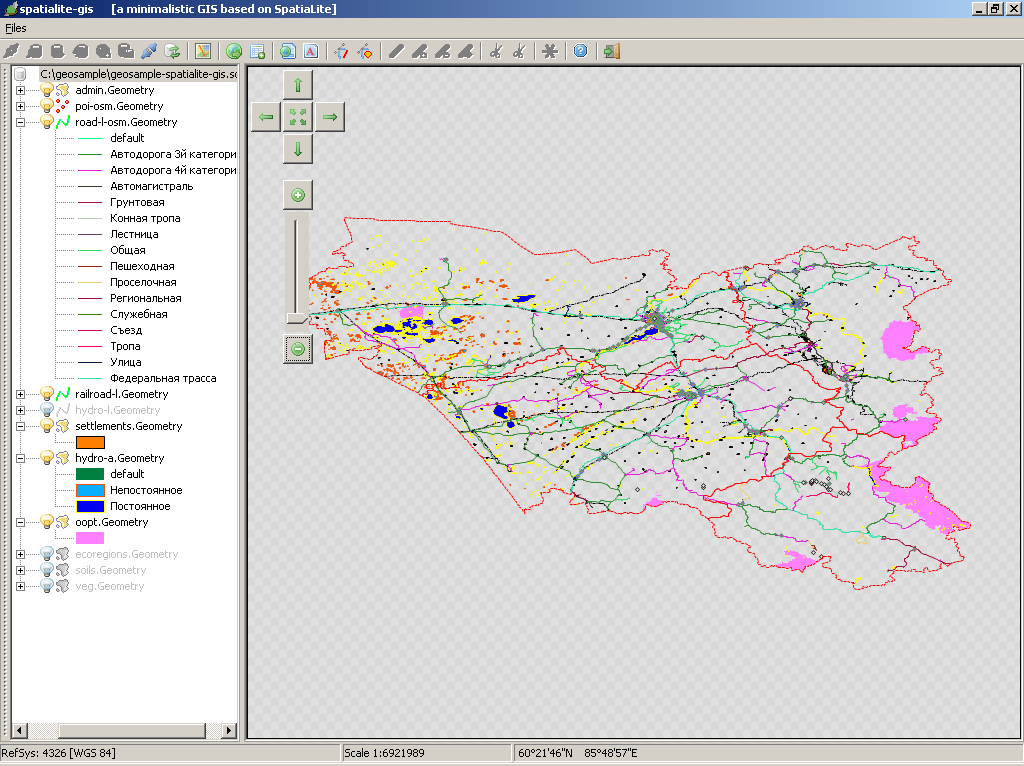 spatialite-gis [a minimalistic GIS based on SpatiaLite]
Files
C:\geosample\geosample-spatialite-gis.sc
admin.Geometry
poi-osm.Geometry
road-l-osm.Geometry
default
Автодорога 3й категори
Автодорога 4й категори
Автомагистраль
Грунтовая
Конная тропа
Лестница
Общая
Пешеходная
Проселочная
Региональная
Служебная
Съезд
Тропа
Улица
Федеральная трасса
railroad-l.Geometry
hydro-l.Geometry
settlements.Geometry
hydro-a.Geometry
default
Непостоянное
Постоянное
oopt.Geometry
ecoregions.Geometry
soils.Geometry
veg.Geometry
RefSys: 4326 [WGS 84]
Scale 1:6921989
60°21'46"N 85°48'57"E